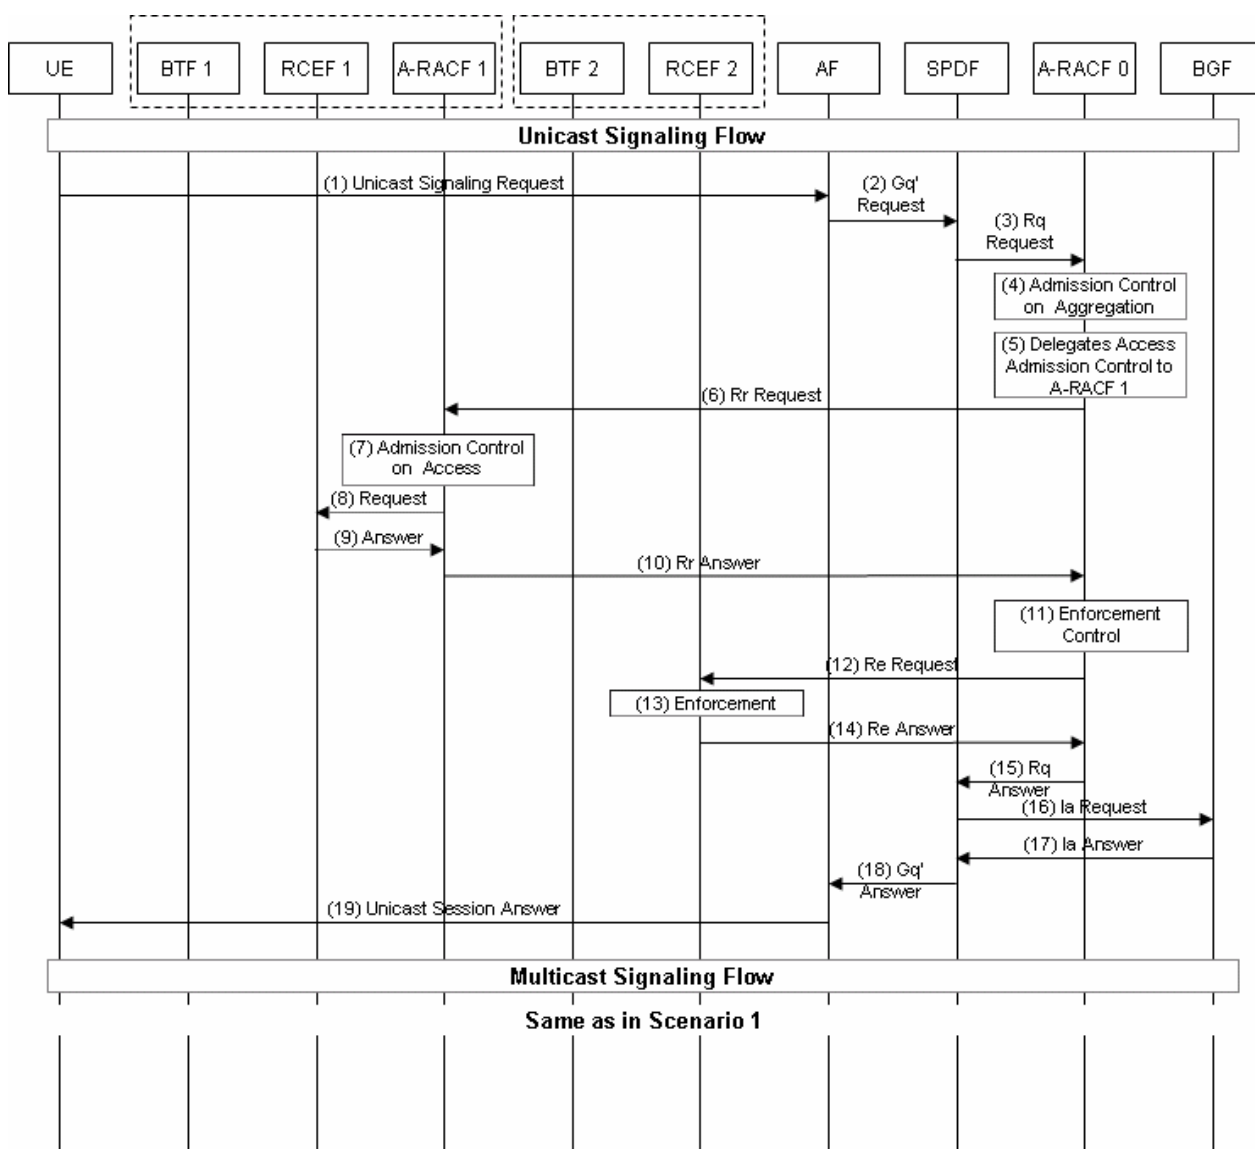 UE
BTF 1
RCEF 1
A-RACF 1
BTF 2
RCEF 2
AF
SPDF
A-RACF 0
BGF
Unicast Signaling Flow
(1) Unicast Signaling Request
(2) Gq'
Request
(3) Rq
Request
(4) Admission Control
on Aggregation
(5) Delegates Access
Admission Control to
A-RACF 1
(6) Rr Request
(7) Admission Control
on Access
(8) Request
(9) Answer
(10) Rr Answer
(11) Enforcement
Control
(12) Re Request
(13) Enforcement
(14) Re Answer
(15) Rq
Answer
(16) Ia Request
(17) Ia Answer
(18) Gq'
Answer
(19) Unicast Session Answer
Multicast Signaling Flow
Same as in Scenario 1